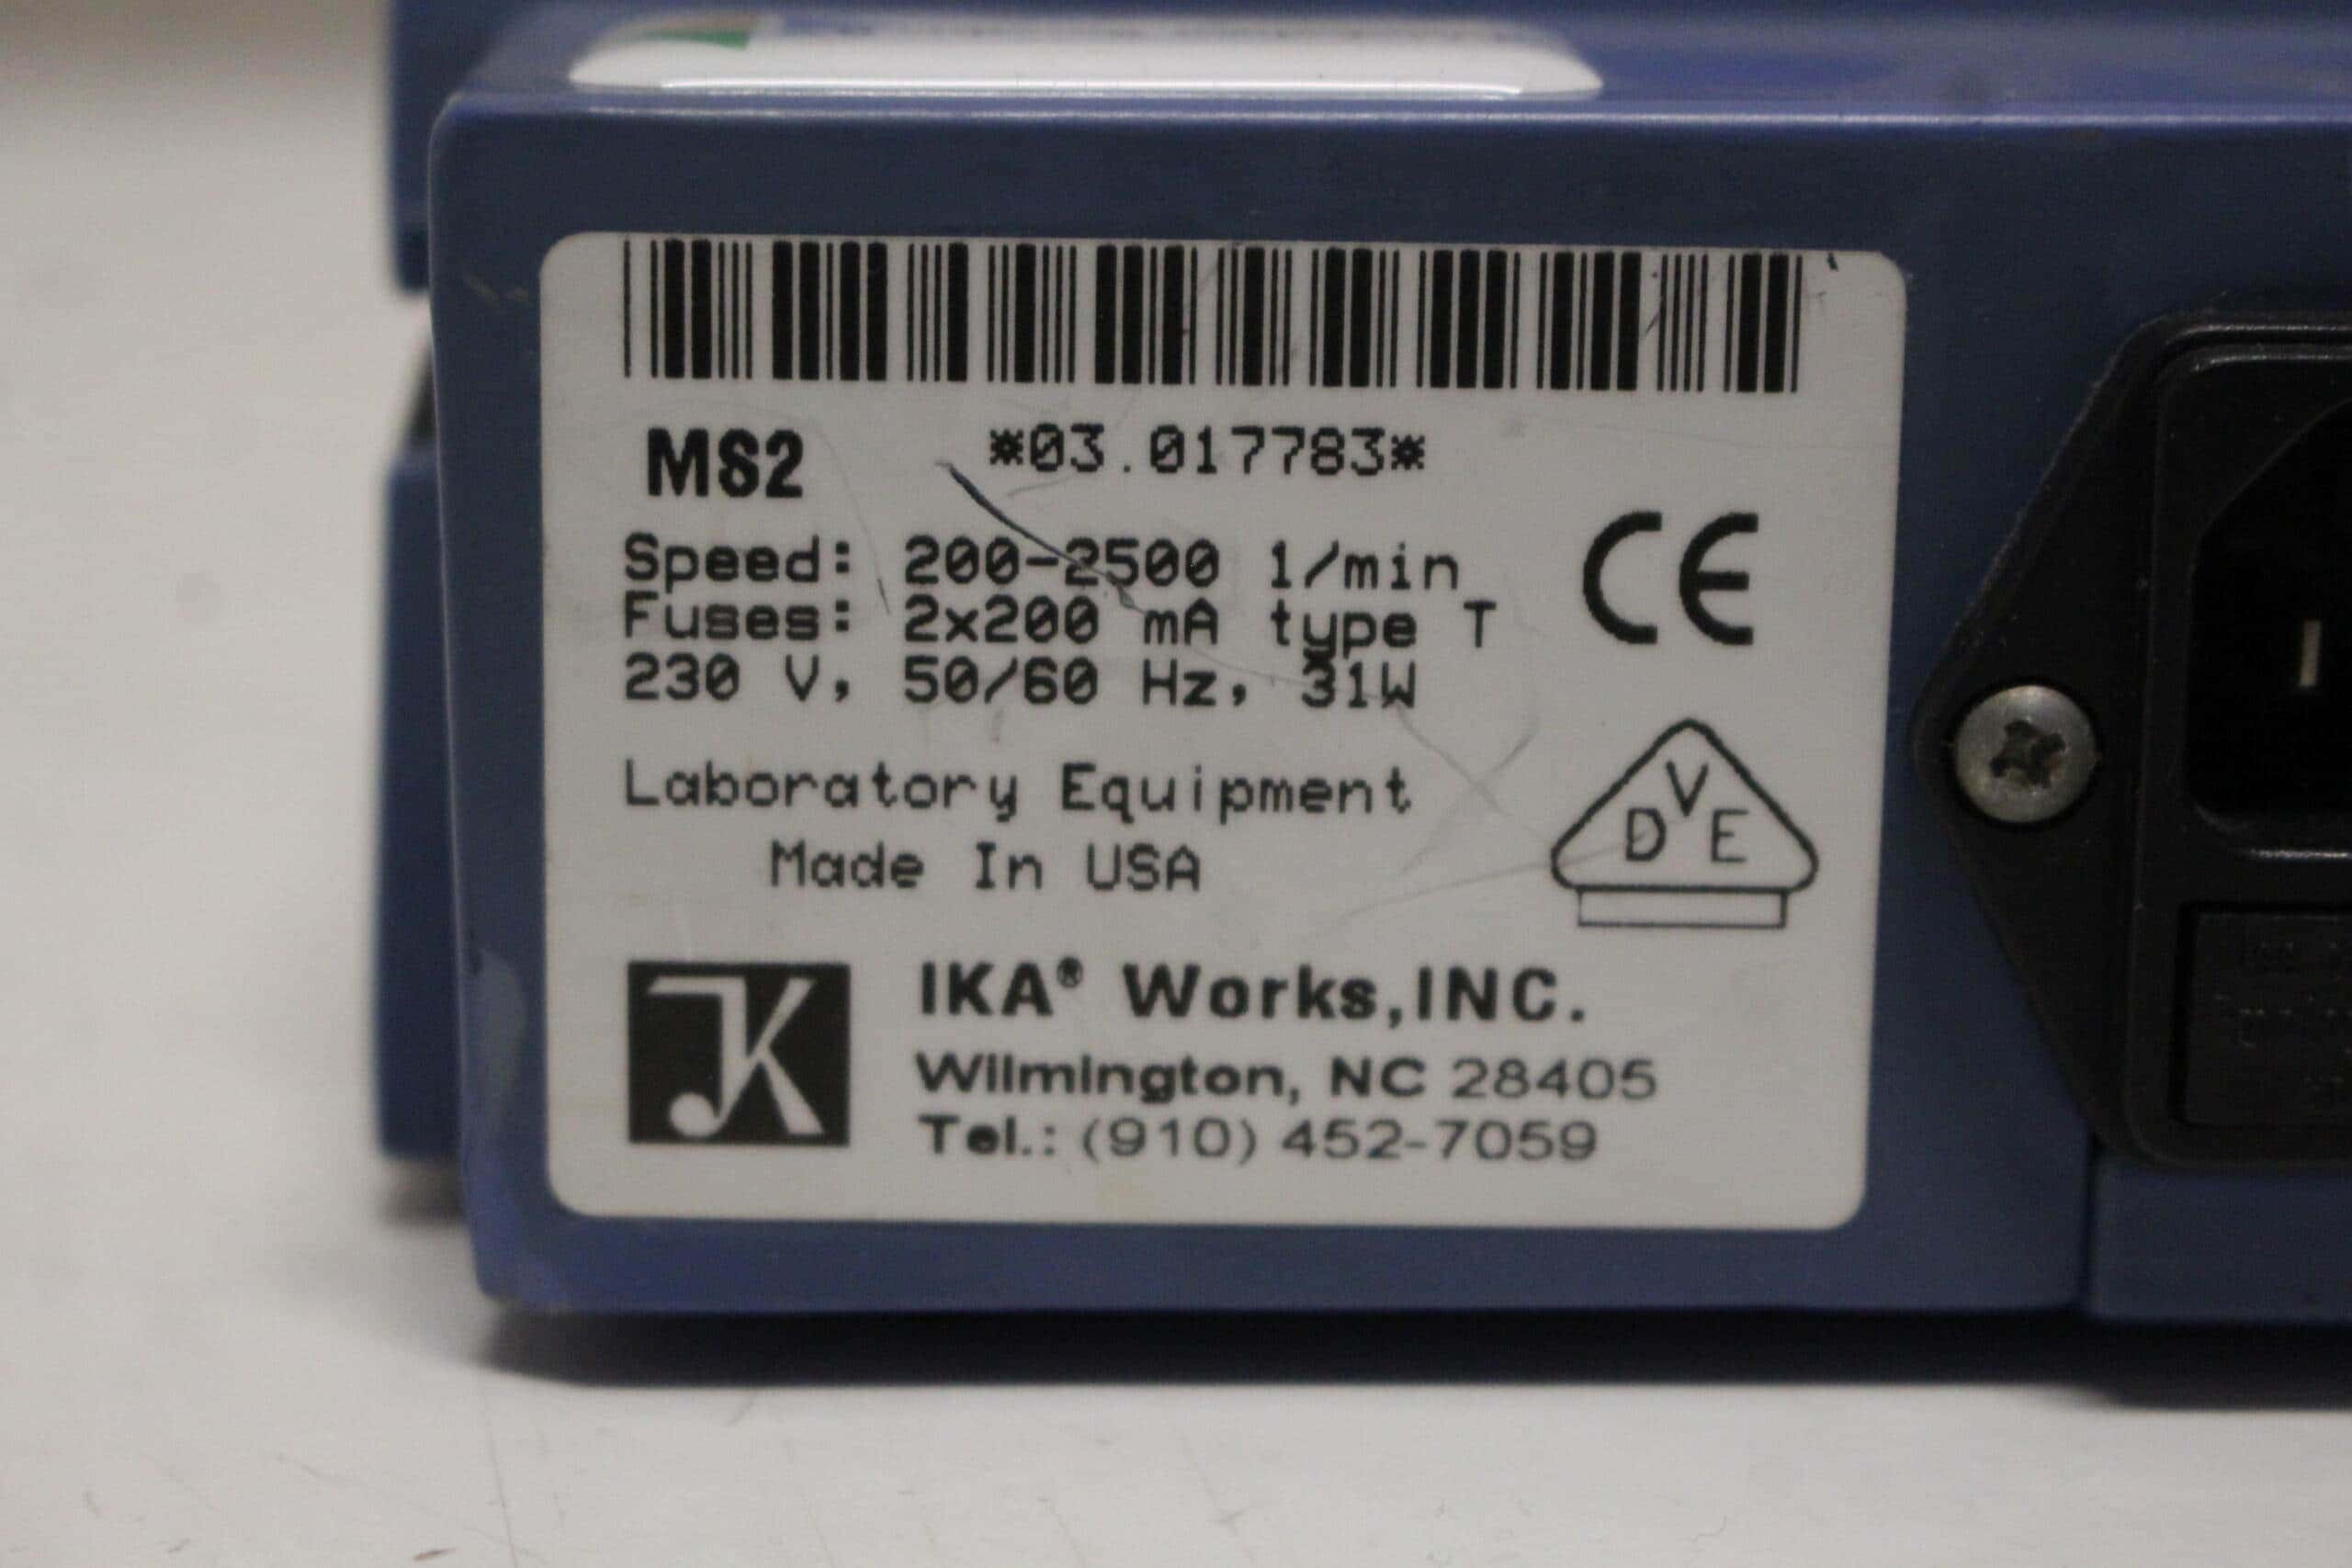 MS2 *03.017783*
Speed: 200-2500 1/min
Fuses: 2x200 mA type T
230 V, 50/60 Hz, 31W
CE
Laboratory Equipment
Made In USA
VDE
IKA® Works,INC.
Wilmington, NC 28405
Tel.: (910) 452-7059